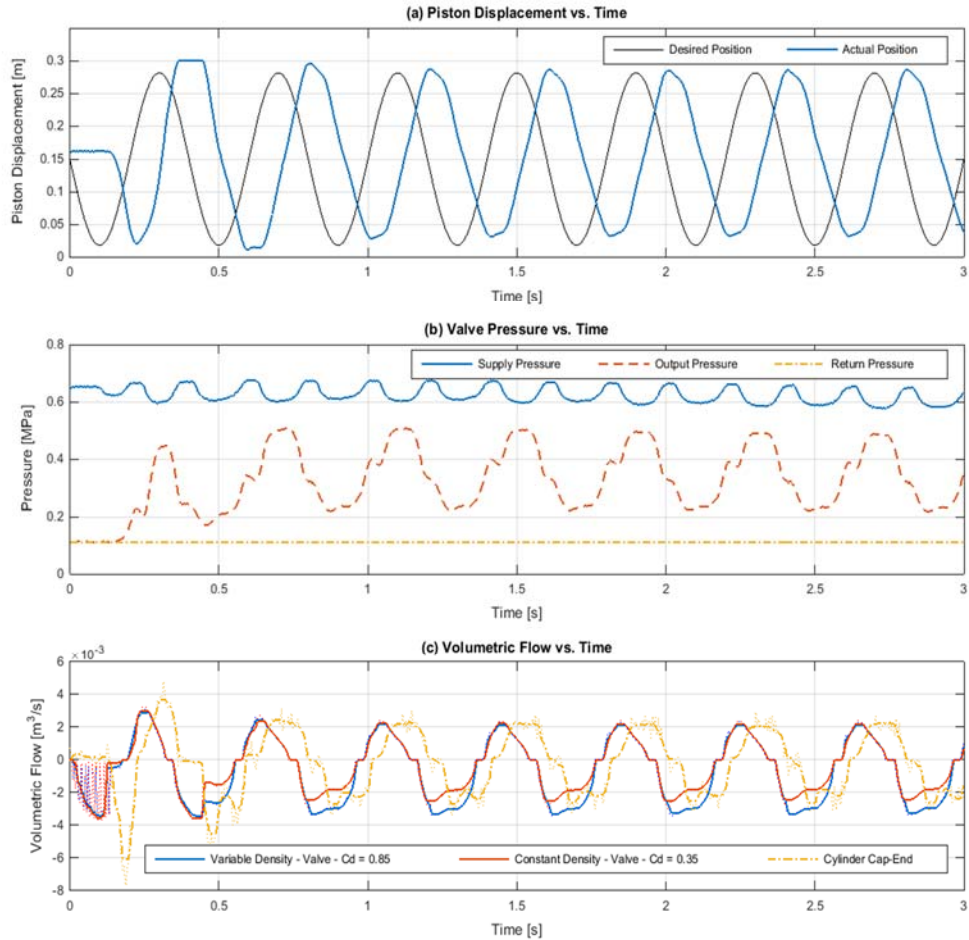 (a) Piston Displacement vs. Time
Desired Position Actual Position
Piston Displacement [m]
0.3
0.25
0.2
0.15
0.1
0.05
0
0 0.5 1 1.5 2 2.5 3
Time [s]
(b) Valve Pressure vs. Time
Supply Pressure Output Pressure Return Pressure
Pressure [MPa]
0.8
0.6
0.4
0.2
0
0 0.5 1 1.5 2 2.5 3
Time [s]
×10-3
(c) Volumetric Flow vs. Time
Volumetric Flow [m3/s]
6
4
2
0
-2
-4
-6
-8
Variable Density - Valve - Cd = 0.85 Constant Density - Valve - Cd = 0.35 Cylinder Cap-End
0 0.5 1 1.5 2 2.5 3
Time [s]